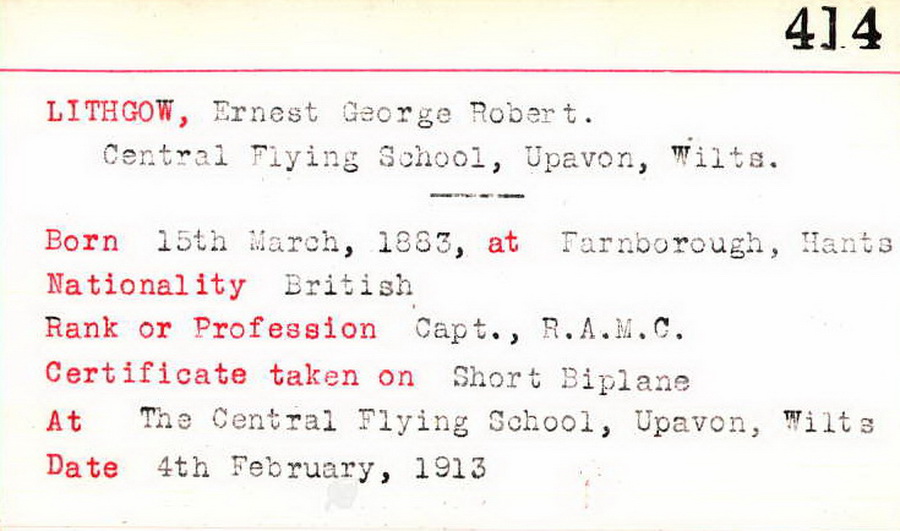 414
LITHGOW, Ernest George Robert.
Central Flying School, Upavon, Wilts.
Born 15th March, 1883, at Farnborough, Hants
Nationality British
Rank or Profession Capt., R.A.M.C.
Certificate taken on Short Biplane
At The Central Flying School, Upavon, Wilts
Date 4th February, 1913